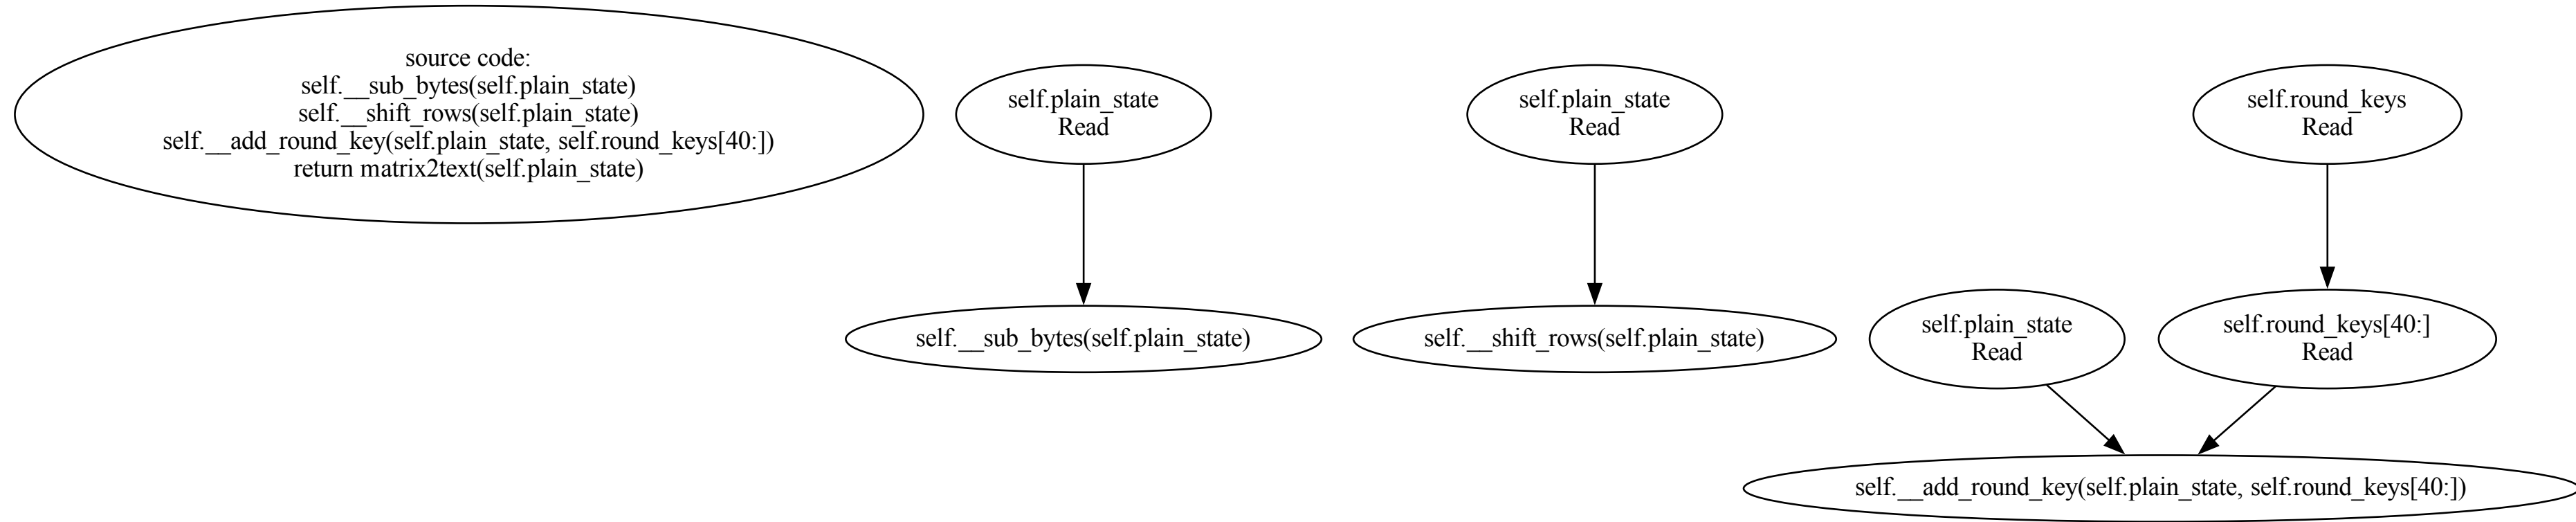 source code:
self.__sub_bytes(self.plain_state)
self.__shift_rows(self.plain_state)
self.__add_round_key(self.plain_state, self.round_keys[40:])
return matrix2text(self.plain_state)
self.plain_state
Read
self.plain_state
Read
self.round_keys
Read
self.__sub_bytes(self.plain_state)
self.__shift_rows(self.plain_state)
self.plain_state
Read
self.round_keys[40:]
Read
self.__add_round_key(self.plain_state, self.round_keys[40:])